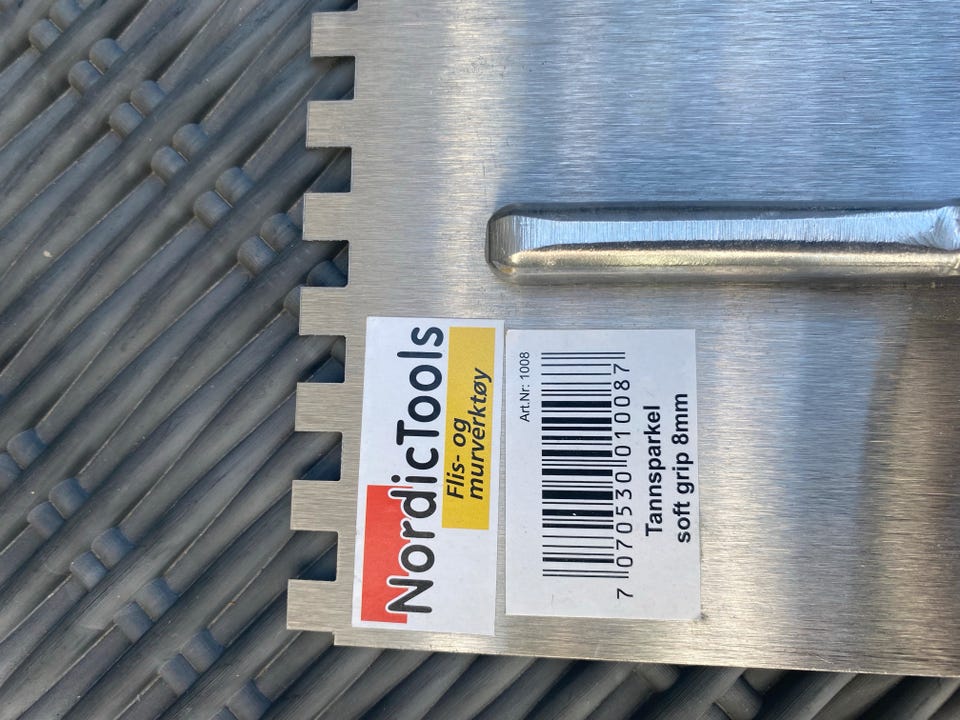 NordicTools
Flis- og
murverktøy
Art.Nr: 1008
7 070530 010087
Tannsparkel
soft grip 8mm